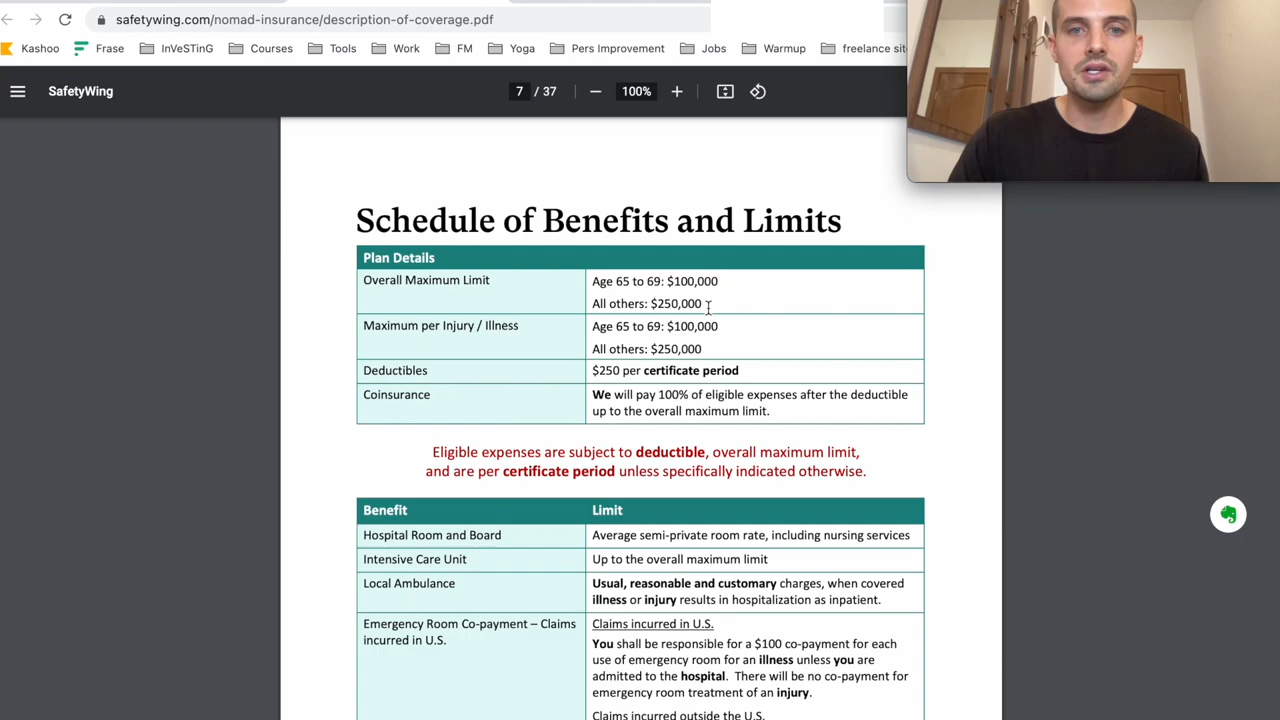 safetywing.com/nomad-insurance/description-of-coverage.pdf
Kashoo Frase InVeSTinG Courses Tools Work FM Yoga Pers Improvement Jobs Warmup freelance sit
SafetyWing 7 / 37 100%
Schedule of Benefits and Limits
Plan Details
Overall Maximum Limit
Age 65 to 69: $100,000
All others: $250,000
Maximum per Injury / Illness
Age 65 to 69: $100,000
All others: $250,000
Deductibles
$250 per certificate period
Coinsurance
We will pay 100% of eligible expenses after the deductible
up to the overall maximum limit.
Eligible expenses are subject to deductible, overall maximum limit,
and are per certificate period unless specifically indicated otherwise.
Benefit Limit
Hospital Room and Board
Average semi-private room rate, including nursing services
Intensive Care Unit
Up to the overall maximum limit
Local Ambulance
Usual, reasonable and customary charges, when covered
illness or injury results in hospitalization as inpatient.
Emergency Room Co-payment – Claims
incurred in U.S.
Claims incurred in U.S.
You shall be responsible for a $100 co-payment for each
use of emergency room for an illness unless you are
admitted to the hospital. There will be no co-payment for
emergency room treatment of an injury.
Claims incurred outside the U.S.